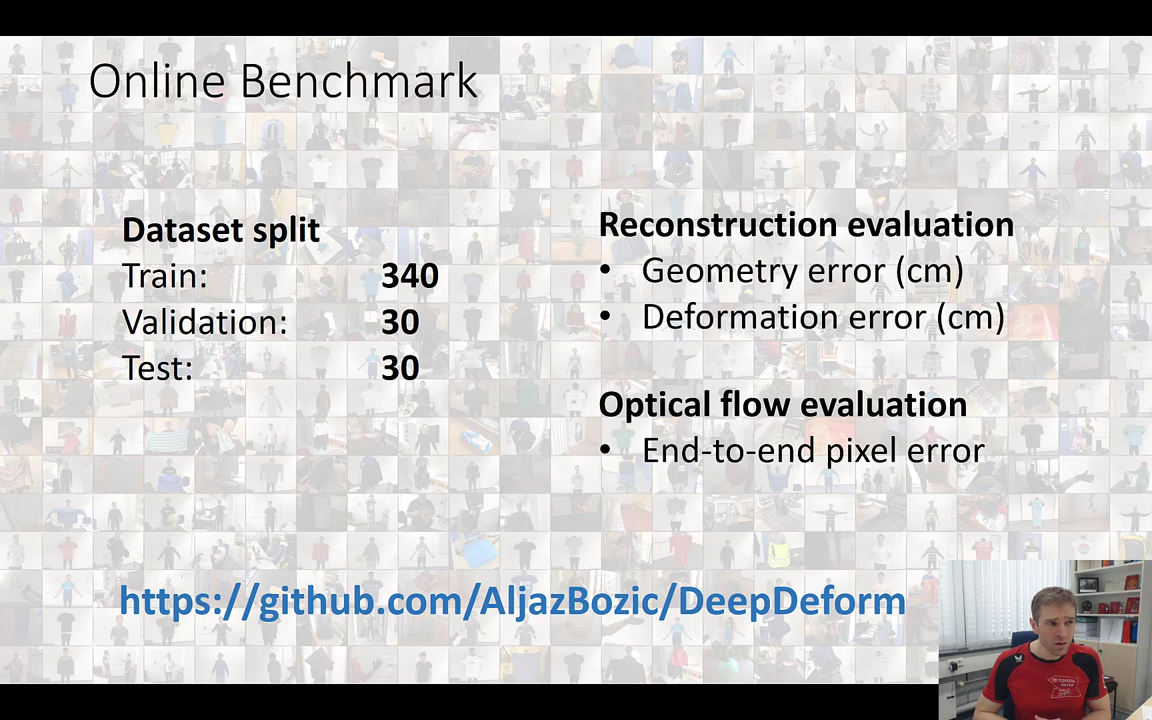 Online Benchmark
Dataset split
Train: 340
Validation: 30
Test: 30
Reconstruction evaluation
• Geometry error (cm)
• Deformation error (cm)
Optical flow evaluation
• End-to-end pixel error
https://github.com/AljazBozic/DeepDeform
TOYOTA